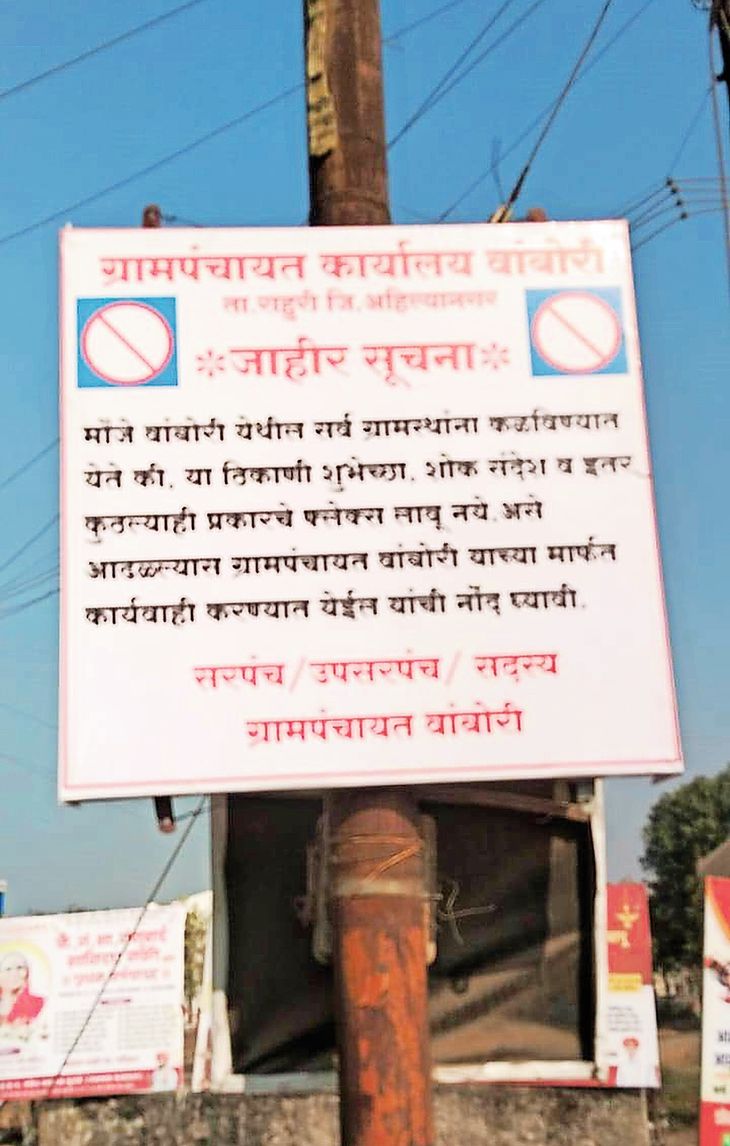 ग्रामपंचायत कार्यालय वांबोरी
ता.राहुरी जि.अहिल्यानगर
जाहीर सूचना
मौजे वांबोरी येथील सर्व ग्रामस्थांना कळविण्यात
येते की, या ठिकाणी शुभेच्छा, शोक संदेश व इतर
कुठल्याही प्रकारचे फ्लेक्स लावू नये.असे
आढळल्यास ग्रामपंचायत वांबोरी याच्या मार्फत
कार्यवाही करण्यात येईल यांची नोंद घ्यावी.
सरपंच/उपसरपंच/ सदस्य
ग्रामपंचायत वांबोरी